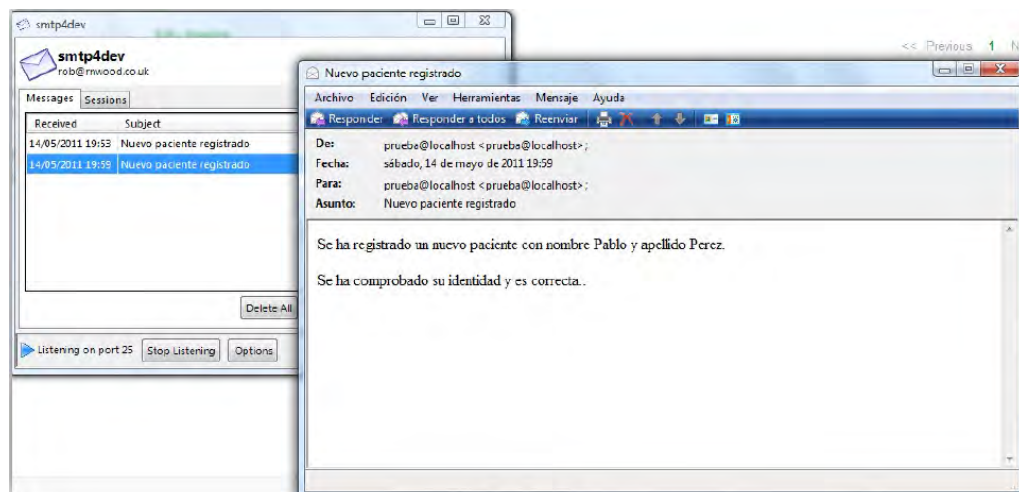 smtp4dev
smtp4dev
rob@rnwood.co.uk
Messages Sessions
Received Subject
14/05/2011 19:53 Nuevo paciente registrado
14/05/2011 19:59 Nuevo paciente registrado
Delete All
Listening on port 25 Stop Listening Options
<< Previous 1
Nuevo paciente registrado
Archivo Edición Ver Herramientas Mensaje Ayuda
Responder Responder a todos Reenviar
De: prueba@localhost <prueba@localhost>;
Fecha: sábado, 14 de mayo de 2011 19:59
Para: prueba@localhost <prueba@localhost>;
Asunto: Nuevo paciente registrado
Se ha registrado un nuevo paciente con nombre Pablo y apellido Perez.
Se ha comprobado su identidad y es correcta..